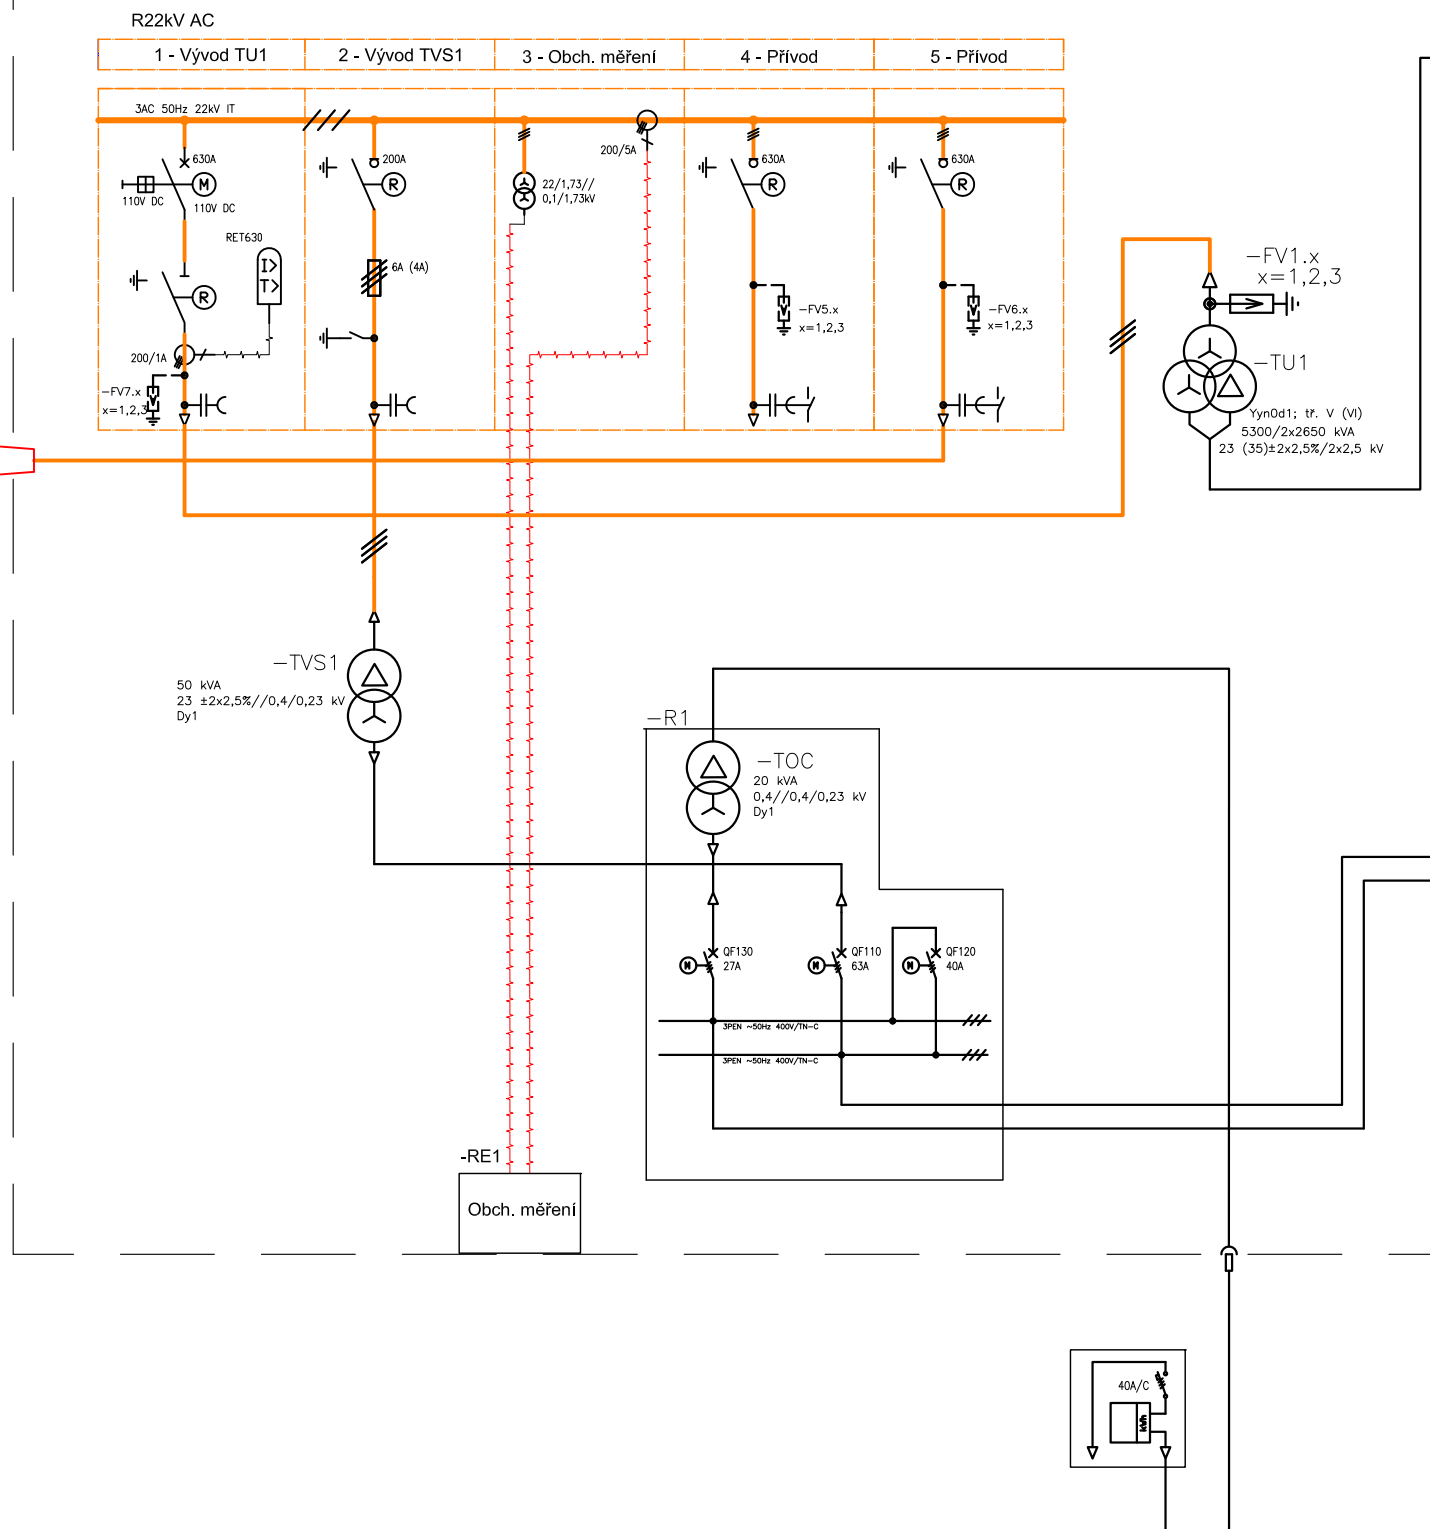 R22kV AC
1 - Vývod TU1
2 - Vývod TVS1
3 - Obch. měření
4 - Přívod
5 - Přívod
3AC 50Hz 22kV IT
630A
M
110V DC
110V DC
RET630
I>
T>
R
200/1A
-FV7.x
x=1,2,3
200A
R
6A (4A)
200/5A
22/1,73//
0,1/1,73kV
630A
R
-FV5.x
x=1,2,3
630A
R
-FV6.x
x=1,2,3
-FV1.x
x=1,2,3
-TU1
Yyn0d1; tř. V (VI)
5300/2x2650 kVA
23 (35)±2x2,5%/2x2,5 kV
-TVS1
50 kVA
23 ±2x2,5%//0,4/0,23 kV
Dy1
-R1
-TOC
20 kVA
0,4//0,4/0,23 kV
Dy1
QF130
27A
M
QF110
63A
M
QF120
40A
M
3PEN ~50Hz 400V/TN-C
3PEN ~50Hz 400V/TN-C
-RE1
Obch. měření
40A/C
kWh